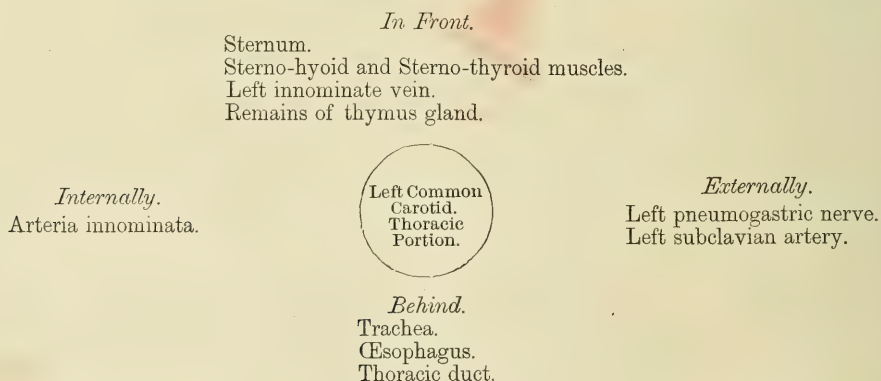 In Front.
Sternum.
Sterno-hyoid and Sterno-thyroid muscles.
Left innominate vein.
Remains of thymus gland.
Internally.
Arteria innominata.
Left Common
Carotid.
Thoracic
Portion.
Externally.
Left pneumogastric nerve.
Left subclavian artery.
Behind.
Trachea.
Œsophagus.
Thoracic duct.